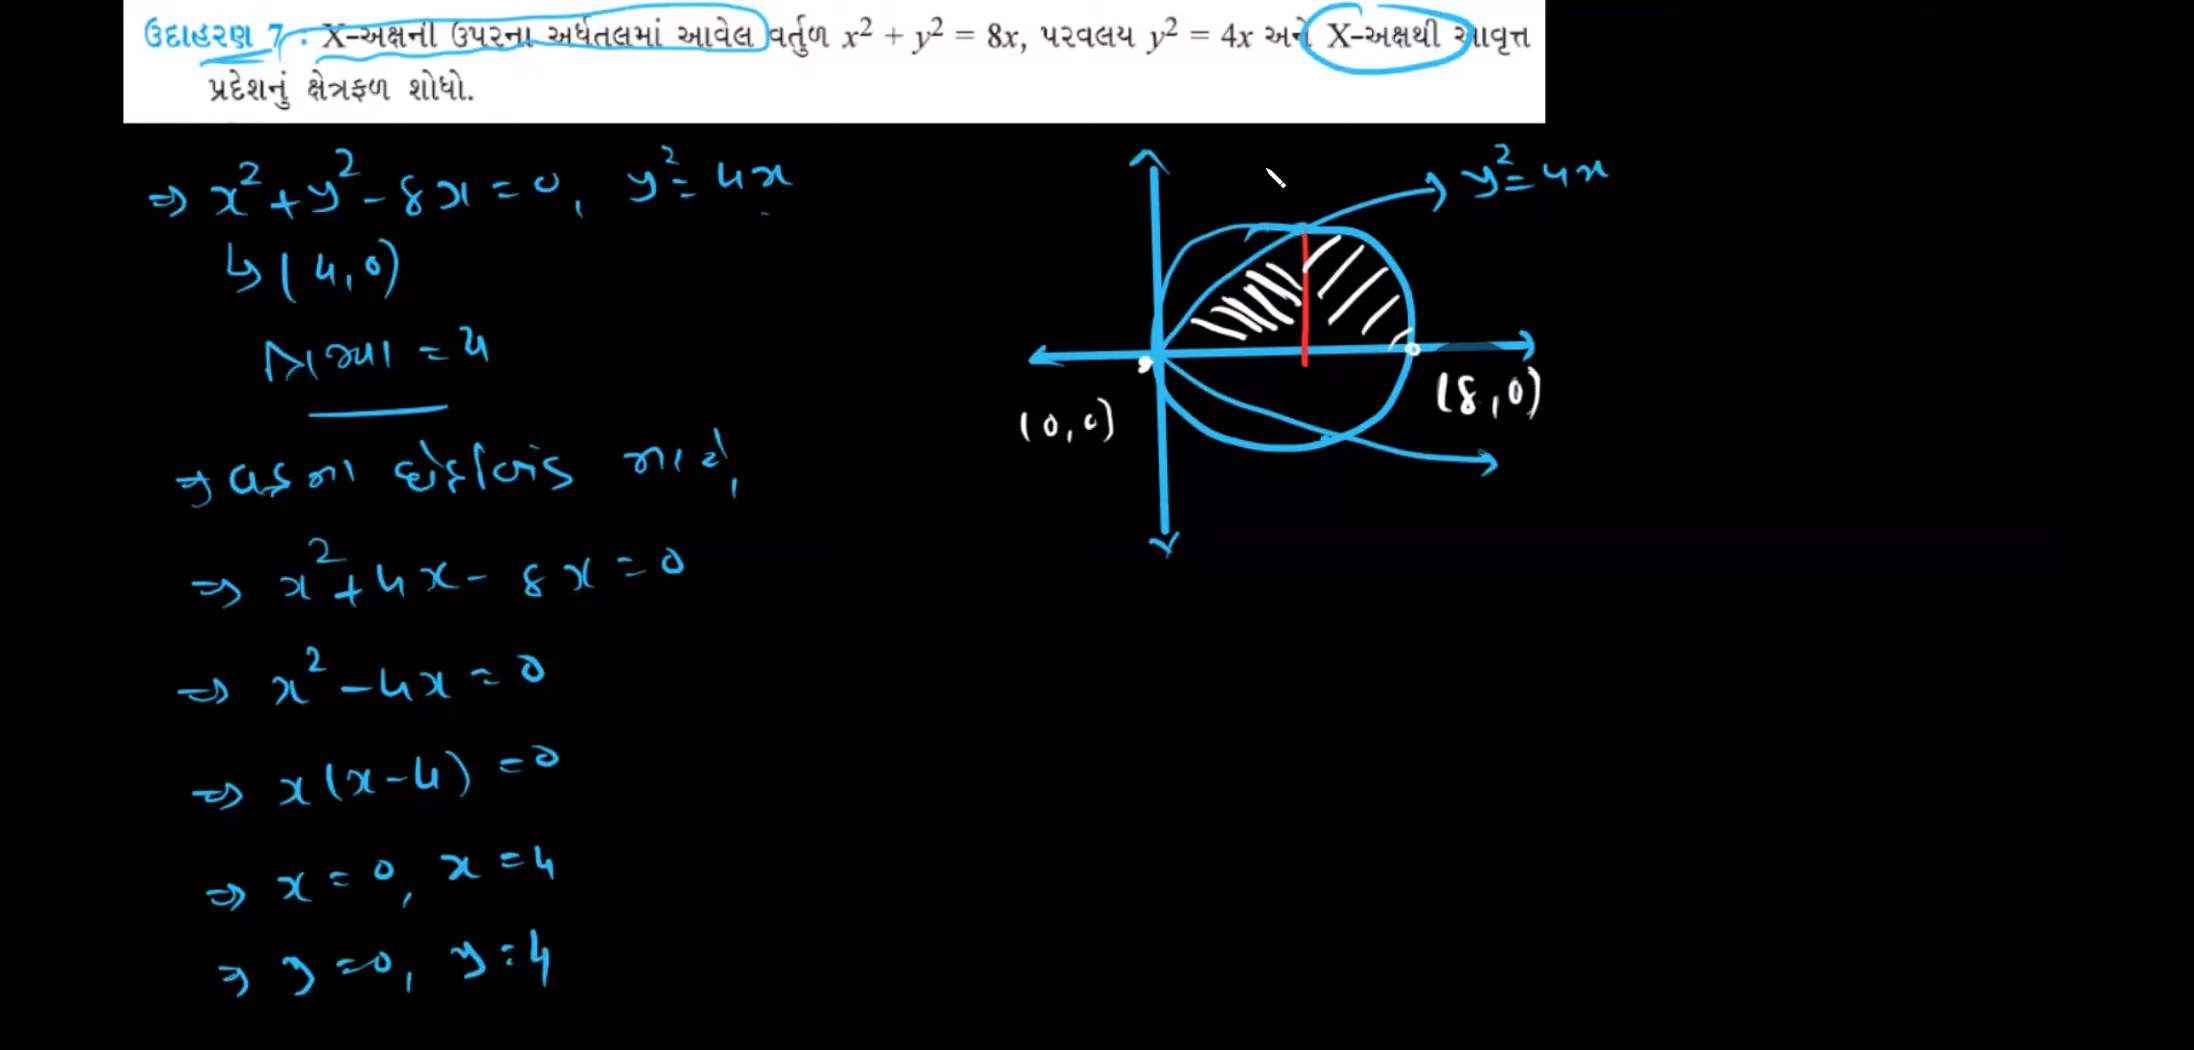 ઉદાહરણ 7 : X-અક્ષની ઉપરના અર્ધતલમાં આવેલ વર્તુળ x² + y² = 8x, પરવલય y² = 4x અને X-અક્ષથી આવૃત્ત
પ્રદેશનું ક્ષેત્રફળ શોધો.
⇒ x² + y² - 8x = 0, y² = 4x
↳ (4,0)
ત્રિજ્યા = 4
⇒ વક્રના છેદબિંદુ માટે,
⇒ x² + 4x - 8x = 0
⇒ x² - 4x = 0
⇒ x(x-4) = 0
⇒ x = 0, x = 4
⇒ y = 0, y = 4
y² = 4x
(0,0)
(8,0)